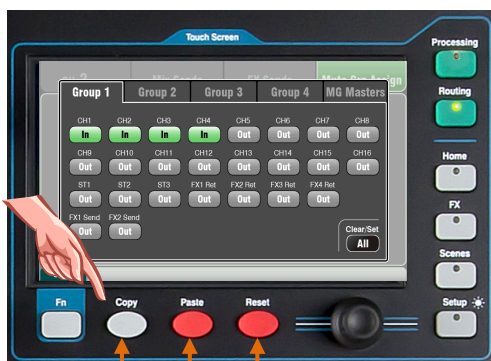 Touch Screen
Processing
Mute Grp Assign
Group 1 Group 2 Group 3 Group 4 MG Masters
Routing
CH1 CH2 CH3 CH4 CH5 CH6 CH7 CH8
In In In In Out Out Out Out
CH9 CH10 CH11 CH12 CH13 CH14 CH15 CH16
Out Out Out Out Out Out Out Out
Home
ST1 ST2 ST3 FX1 Ret FX2 Ret FX3 Ret FX4 Ret
Out Out Out Out Out Out Out
FX
FX1 Send FX2 Send
Out Out
Clear/Set
All
Scenes
Fn Copy Paste Reset Setup